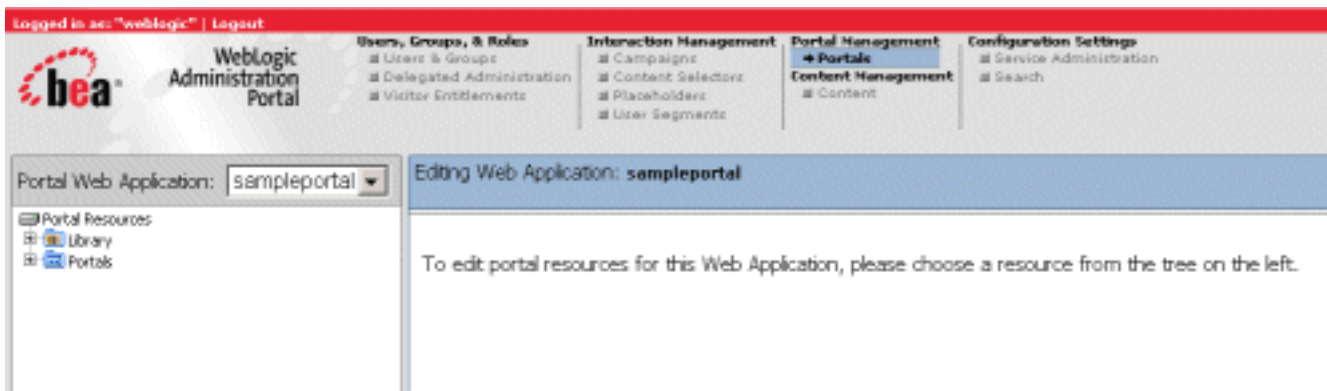 Logged in as: "weblogic" | Logout
bea
WebLogic
Administration
Portal
Users, Groups, & Roles
Users & Groups
Delegated Administration
Visitor Entitlements
Interaction Management
Campaigns
Content Selectors
Placeholders
User Segments
Portal Management
Portals
Content Management
Content
Configuration Settings
Service Administration
Search
Portal Web Application: sampleportal
Portal Resources
Library
Portals
Editing Web Application: sampleportal
To edit portal resources for this Web Application, please choose a resource from the tree on the left.